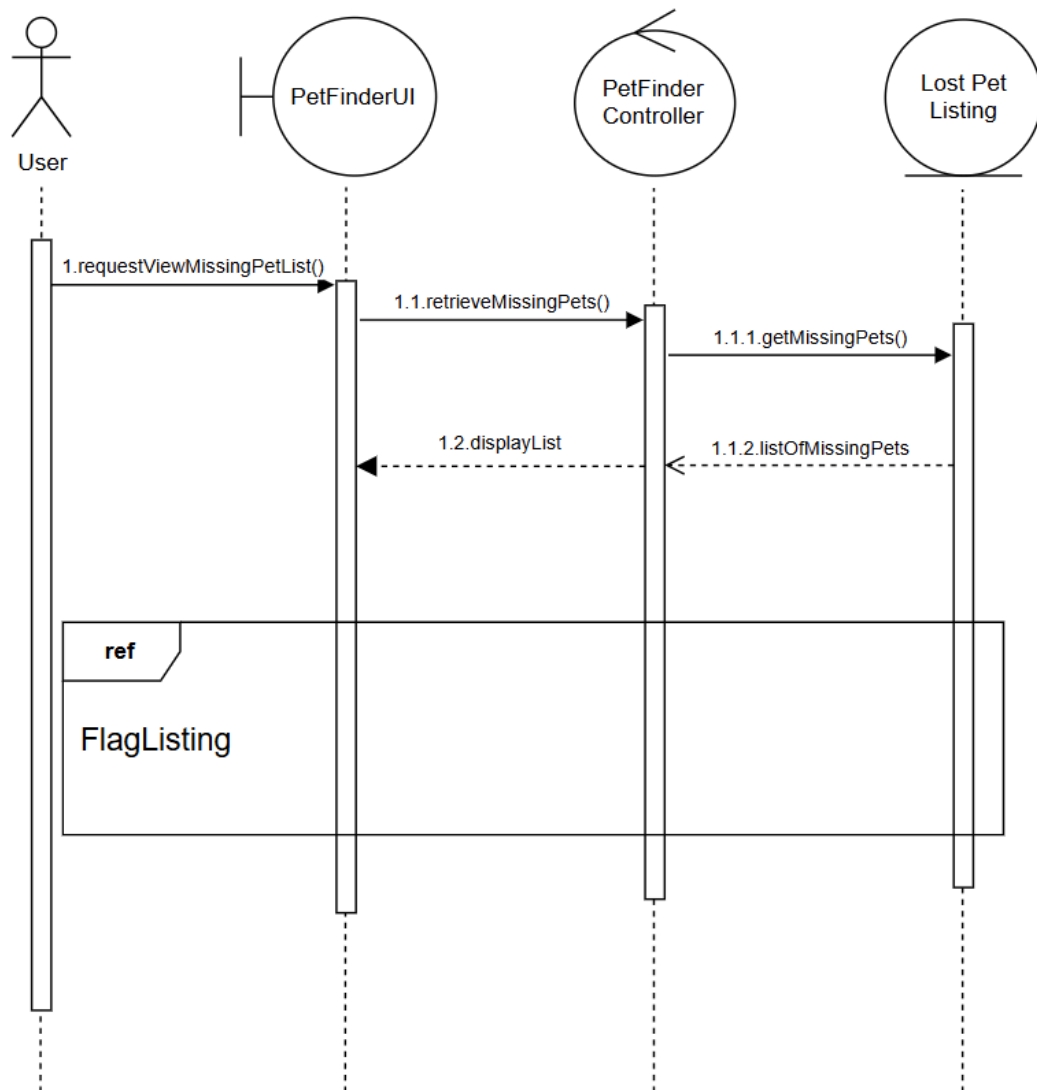 User
PetFinderUI
PetFinder
Controller
Lost Pet
Listing
1.requestViewMissingPetList()
1.1.retrieveMissingPets()
1.1.1.getMissingPets()
1.2.displayList
1.1.2.listOfMissingPets
ref
FlagListing